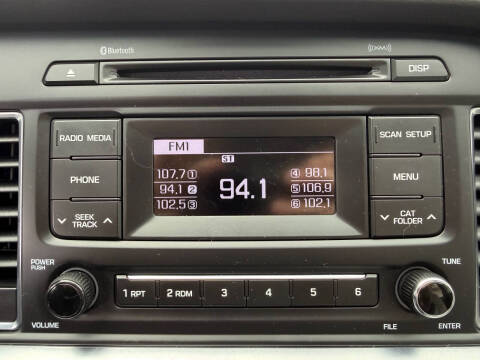 Bluetooth
((XM))
DISP
RADIO MEDIA
FM1
SCAN SETUP
ST
PHONE
107.7 1
94.1 2
102.5 3
94.1
4 98.1
5 106.9
6 102.1
MENU
SEEK
TRACK
CAT
FOLDER
POWER
PUSH
TUNE
1 RPT
2 RDM
3
4
5
6
VOLUME
FILE
ENTER